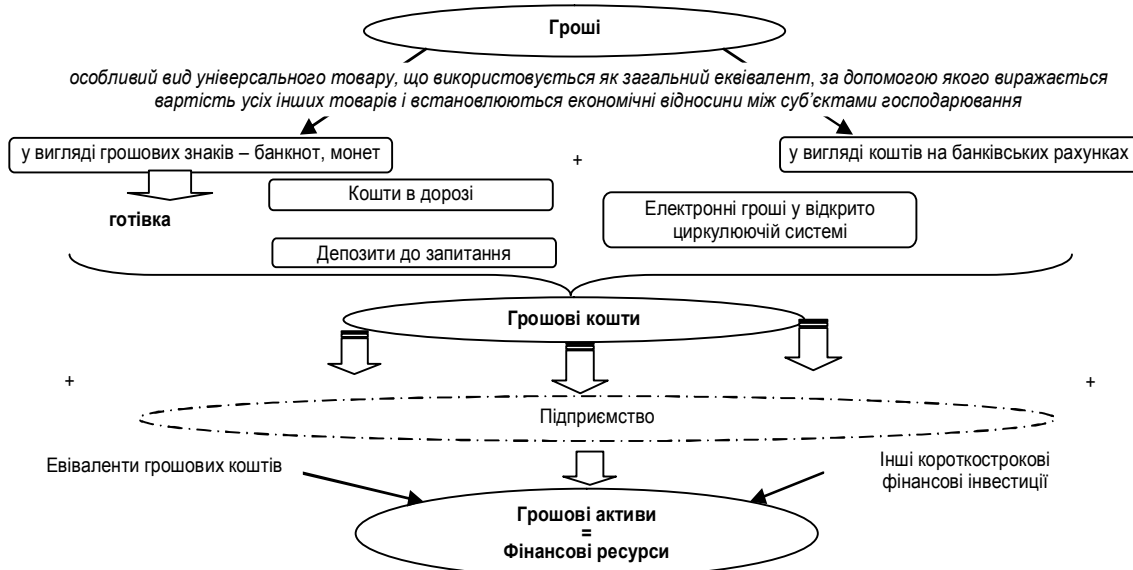 Гроші
особливий вид універсального товару, що використовується як загальний еквівалент, за допомогою якого виражається
вартість усіх інших товарів і встановлюються економічні відносини між суб’єктами господарювання
у вигляді грошових знаків – банкнот, монет
+
у вигляді коштів на банківських рахунках
готівка
Кошти в дорозі
Електронні гроші у відкрито
циркулюючій системі
Депозити до запитання
Грошові кошти
+
+
Підприємство
Евіваленти грошових коштів
Інші короткострокові
фінансові інвестиції
Грошові активи
=
Фінансові ресурси